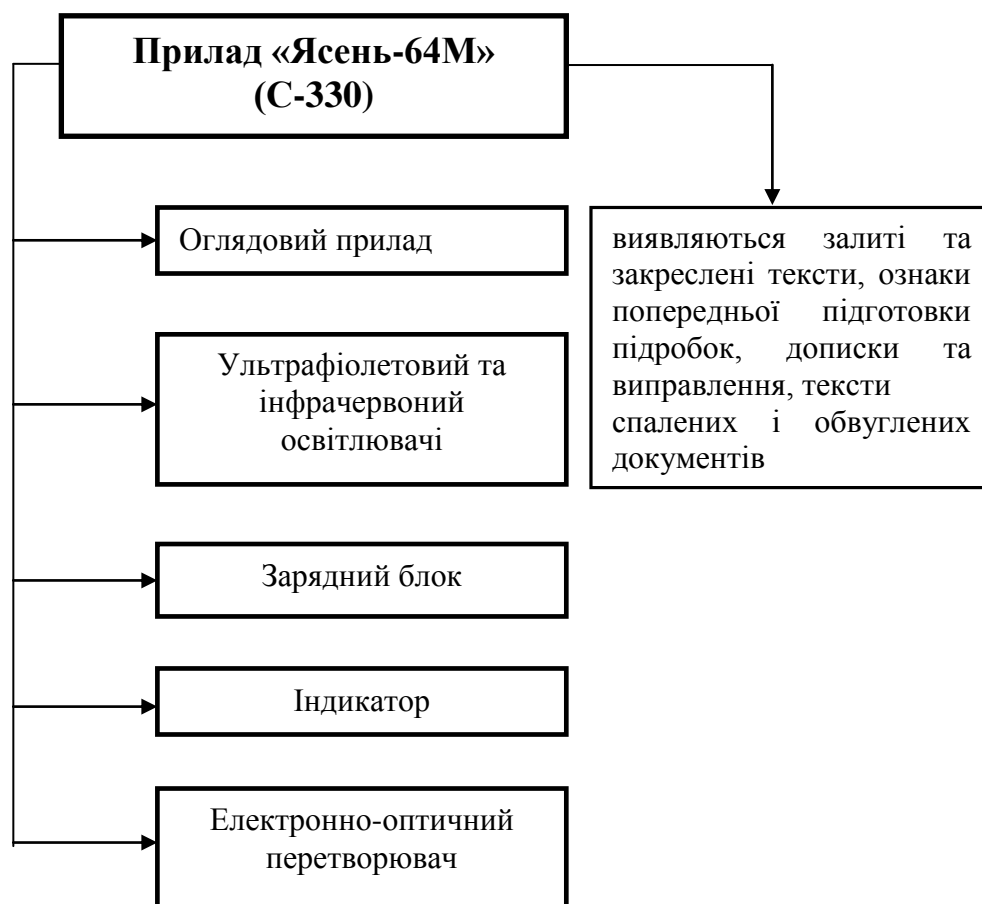 Прилад «Ясень-64М»
(С-330)
Оглядовий прилад
Ультрафіолетовий та
інфрачервоний
освітлювачі
Зарядний блок
Індикатор
Електронно-оптичний
перетворювач
виявляються залиті та
закреслені тексти, ознаки
попередньої підготовки
підробок, дописки та
виправлення, тексти
спалених і обвуглених
документів